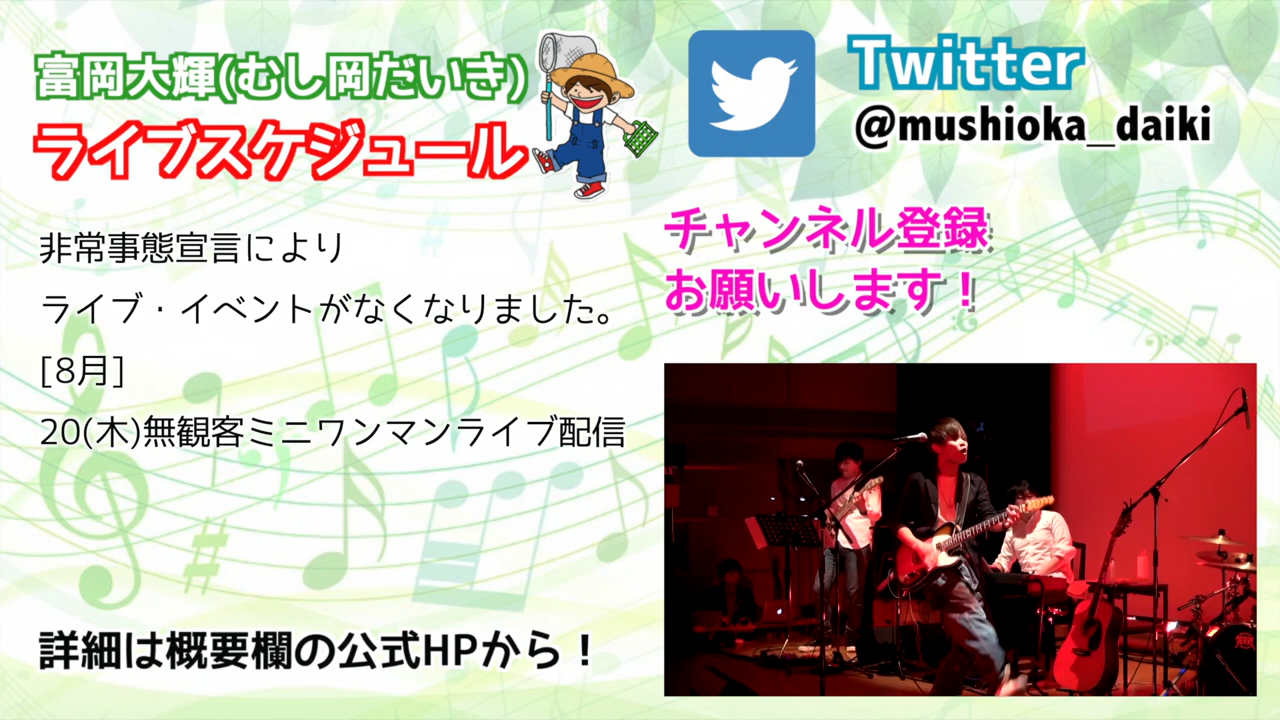 富岡大輝(むし岡だいき)
ライブスケジュール
非常事態宣言により
ライブ・イベントがなくなりました。
[8月]
20(木)無観客ミニワンマンライブ配信
詳細は概要欄の公式HPから！
Twitter
@mushioka_daiki
チャンネル登録
お願いします！